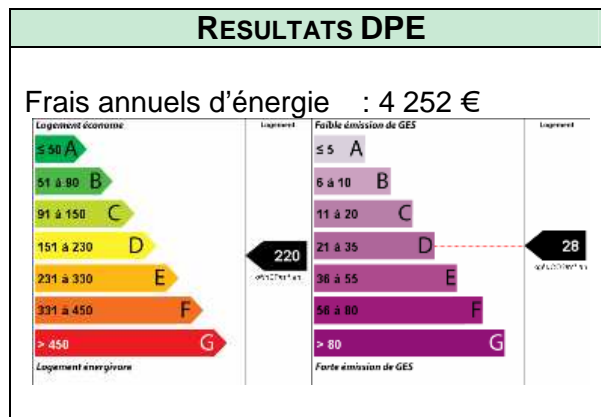 RESULTATS DPE
Frais annuels d'énergie : 4 252 €
Logement économe
Logement
≤ 50 A
51 à 90 B
91 à 150 C
151 à 230 D
220
231 à 330 E
331 à 450 F
> 450 G
Logement énergivore
Faible émission de GES
Logement
≤ 5 A
6 à 10 B
11 à 20 C
21 à 35 D
28
36 à 55 E
56 à 80 F
> 80 G
Forte émission de GES